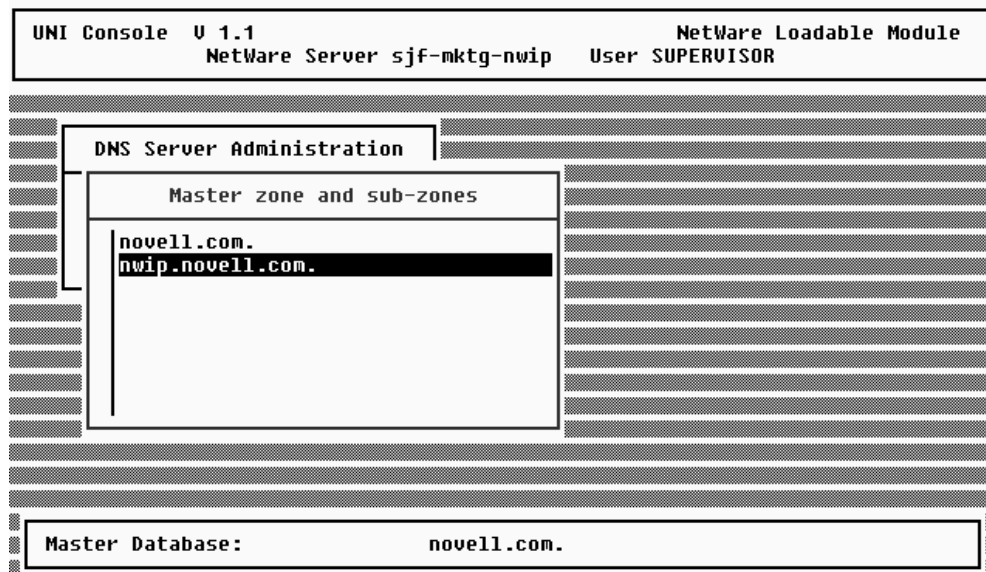 UNI Console V 1.1 NetWare Loadable Module
NetWare Server sjf-mktg-nwip User SUPERVISOR
DNS Server Administration
Master zone and sub-zones
novell.com.
nwip.novell.com.
Master Database: novell.com.